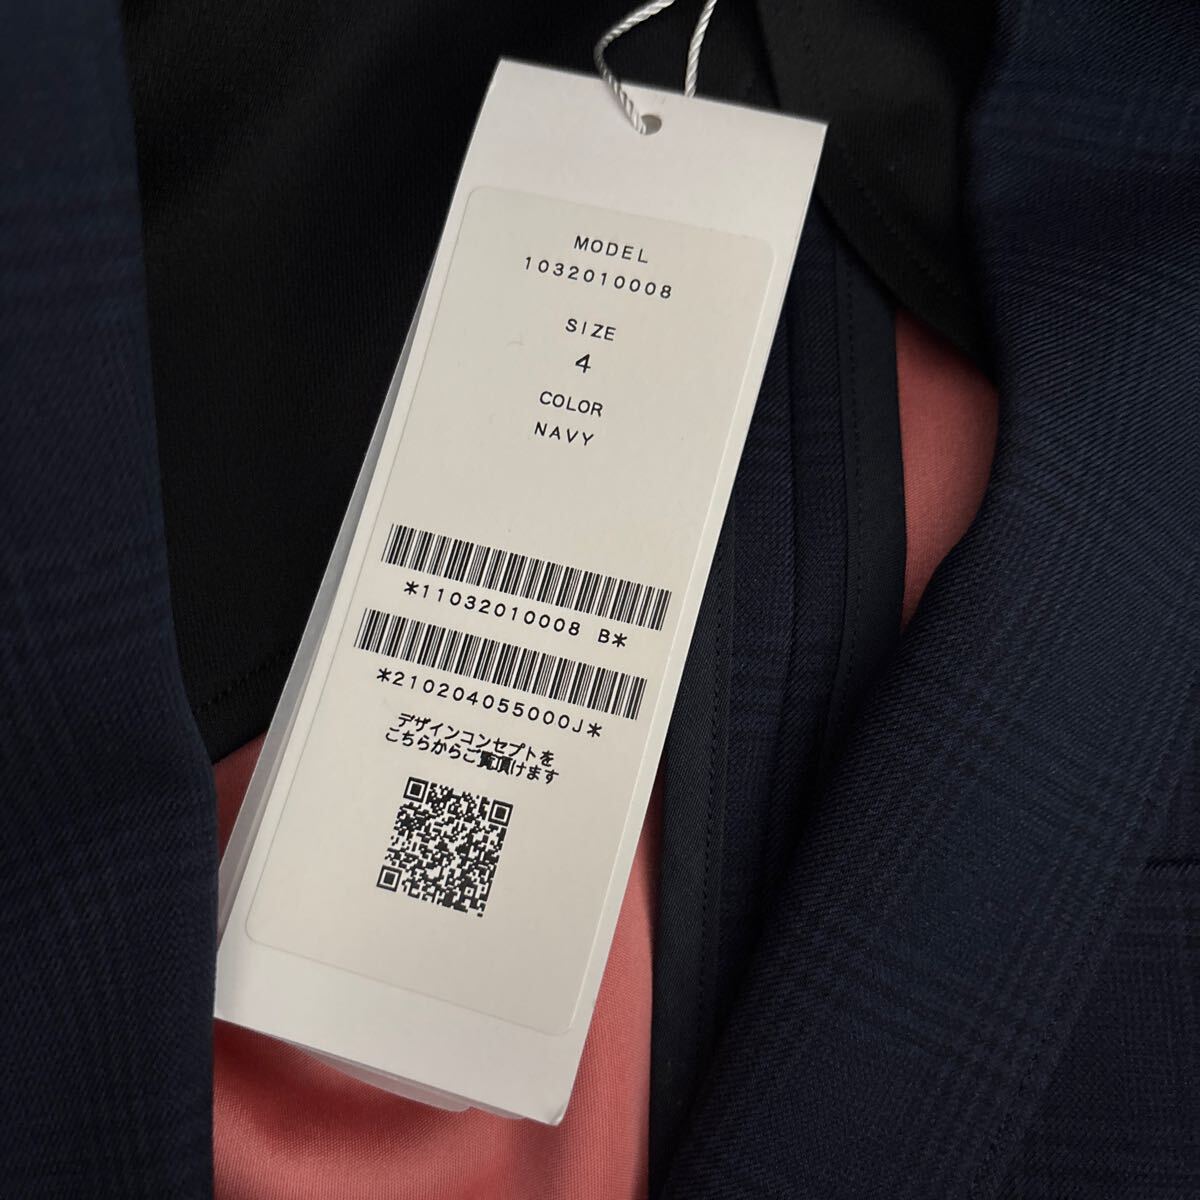 MODEL
1032010008
SIZE
4
COLOR
NAVY
*11032010008 B*
*210204055000J*
デザインコンセプトを
こちらからご覧頂けます